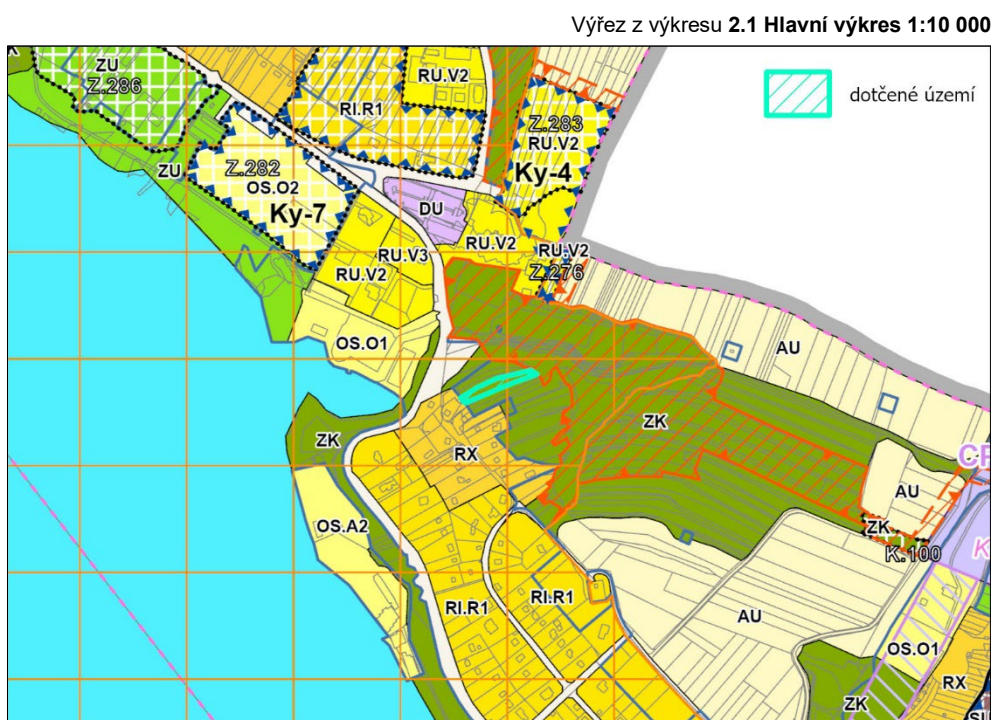 Výřez z výkresu 2.1 Hlavní výkres 1:10 000
dotčené území
ZU
Z.286
RU.V2
RI.R1
Z.283
RU.V2
Ky-4
ZU
Z.282
OS.O2
Ky-7
DU
RU.V2
RU.V3
RU.V2
RU.V2
Z.276
OS.O1
AU
ZK
ZK
RX
AU
CP
ZK
K.100
K
OS.A2
RI.R1
RI.R1
AU
OS.O1
RX
ZK